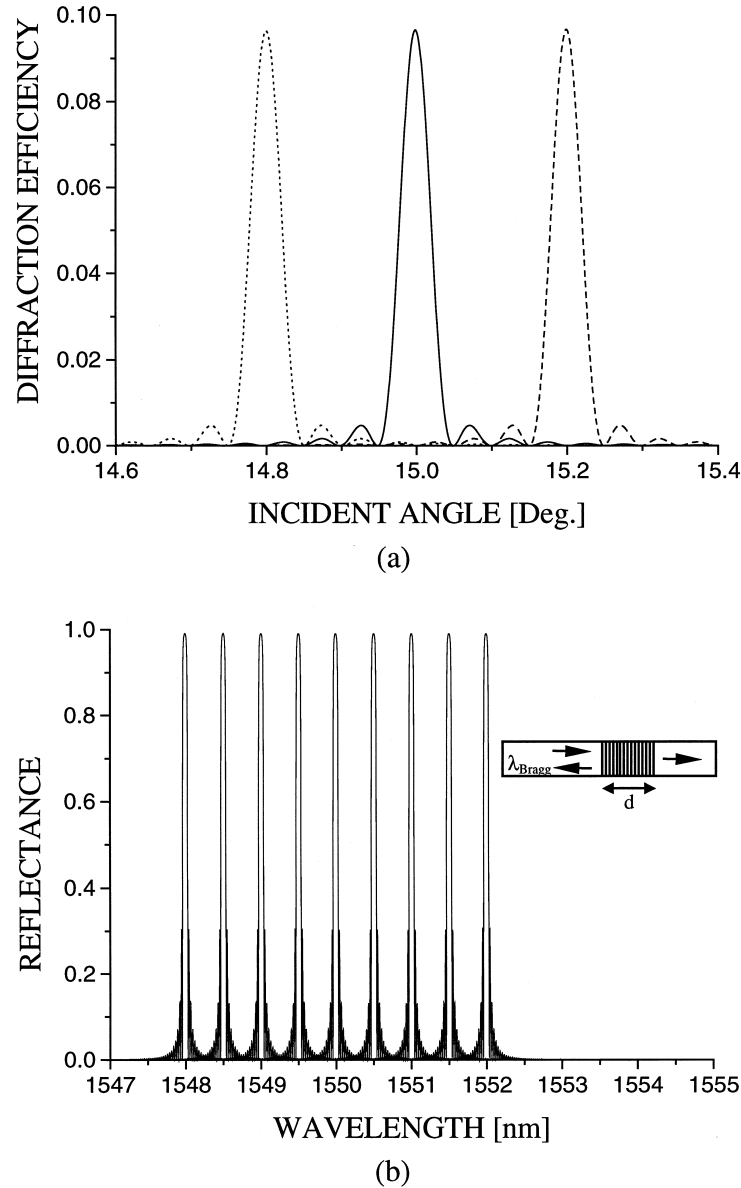 0.10
0.08
0.06
0.04
0.02
0.00
DIFFRACTION EFFICIENCY
14.6 14.8 15.0 15.2 15.4
INCIDENT ANGLE [Deg.]
(a)
1.0
0.8
0.6
0.4
0.2
0.0
REFLECTANCE
λBragg
d
1547 1548 1549 1550 1551 1552 1553 1554 1555
WAVELENGTH [nm]
(b)